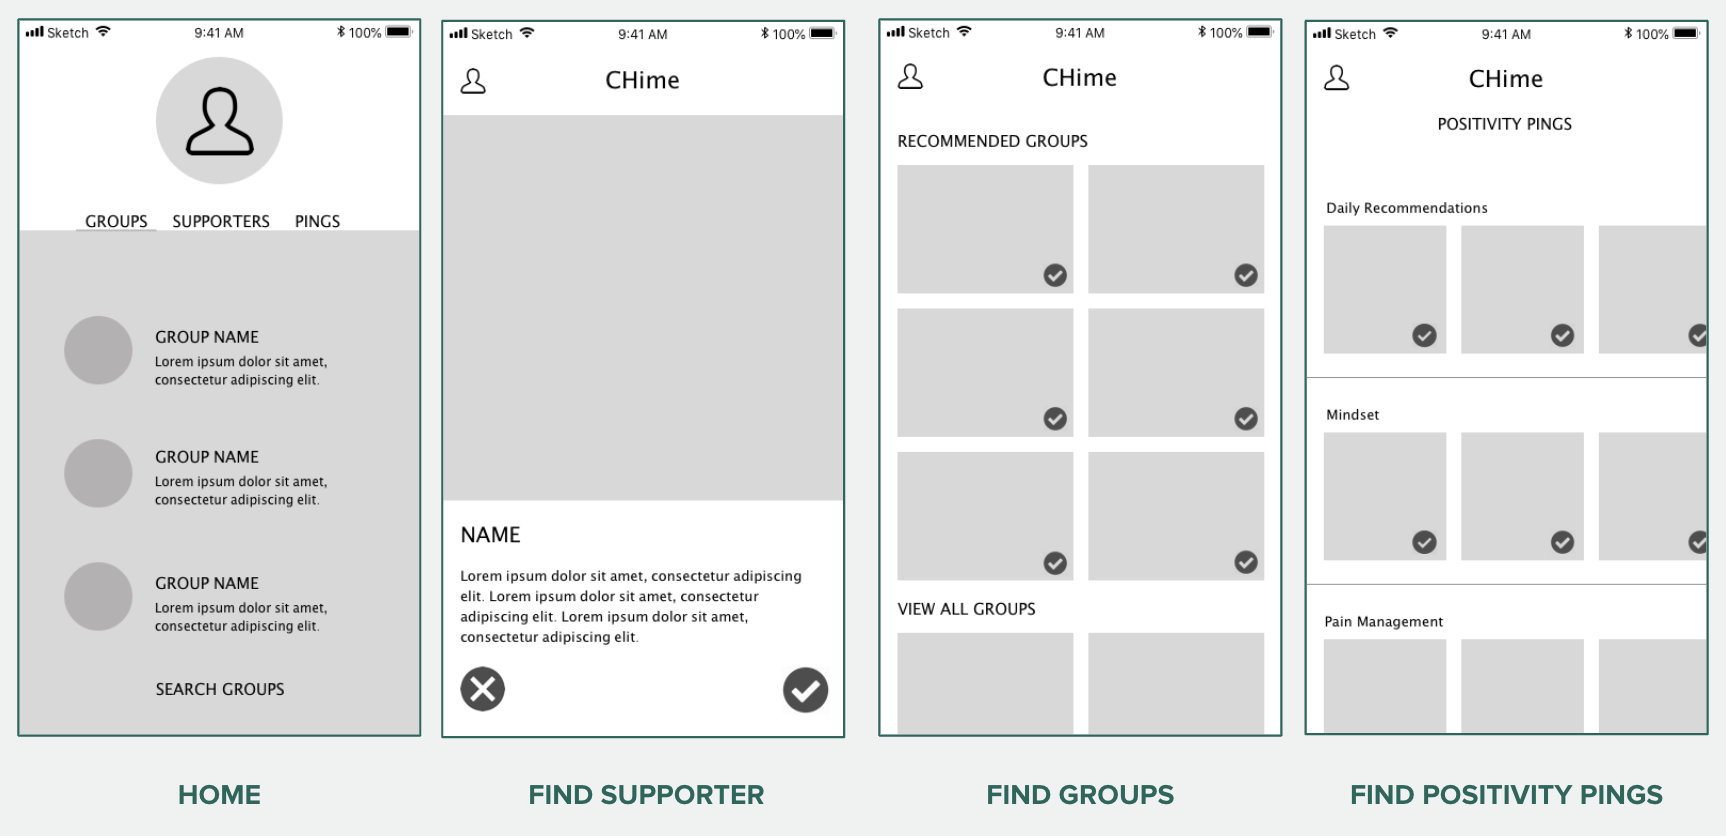 Sketch 9:41 AM 100%
GROUPS SUPPORTERS PINGS
GROUP NAME
Lorem ipsum dolor sit amet,
consectetur adipiscing elit.
GROUP NAME
Lorem ipsum dolor sit amet,
consectetur adipiscing elit.
GROUP NAME
Lorem ipsum dolor sit amet,
consectetur adipiscing elit.
SEARCH GROUPS
HOME
Sketch 9:41 AM 100%
CHime
NAME
Lorem ipsum dolor sit amet, consectetur adipiscing
elit. Lorem ipsum dolor sit amet, consectetur
adipiscing elit. Lorem ipsum dolor sit amet,
consectetur adipiscing elit.
FIND SUPPORTER
Sketch 9:41 AM 100%
CHime
RECOMMENDED GROUPS
VIEW ALL GROUPS
FIND GROUPS
Sketch 9:41 AM 100%
CHime
POSITIVITY PINGS
Daily Recommendations
Mindset
Pain Management
FIND POSITIVITY PINGS